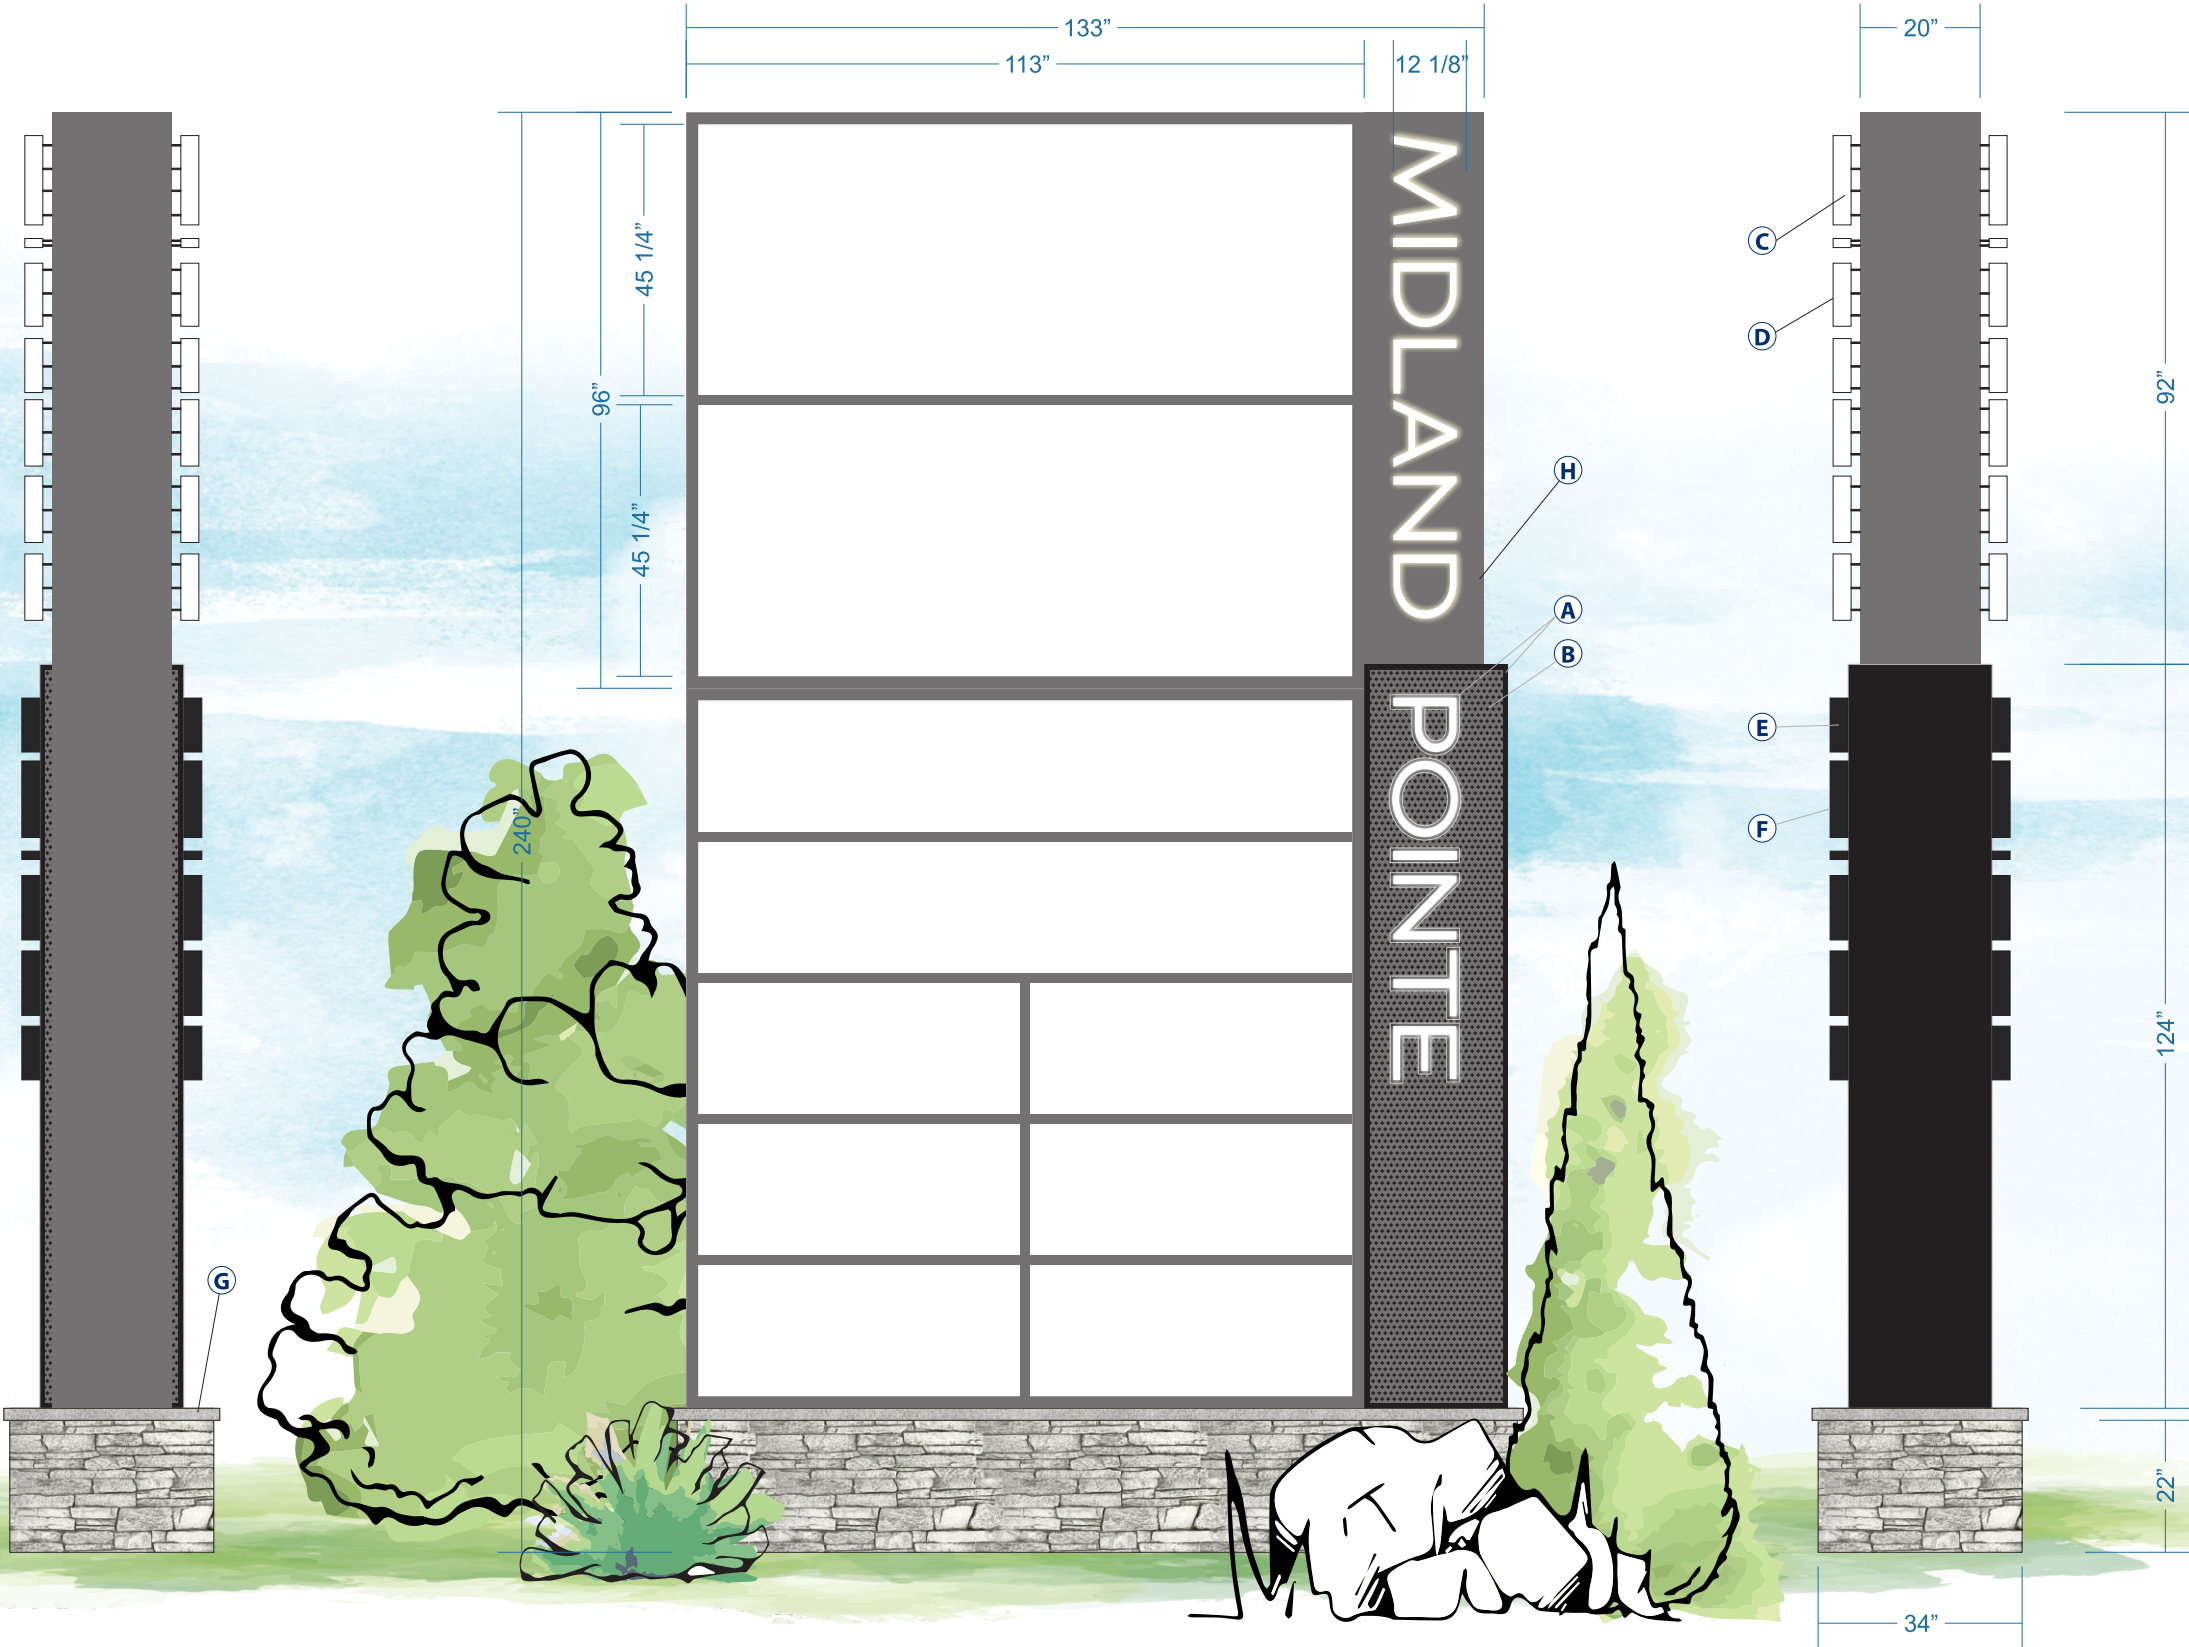 133”
20”
113”
12 1/8”
MIDLAND
C
45 1/4”
D
96”
92”
H
45 1/4”
A
B
POINTE
E
240”
F
124”
G
22”
34”